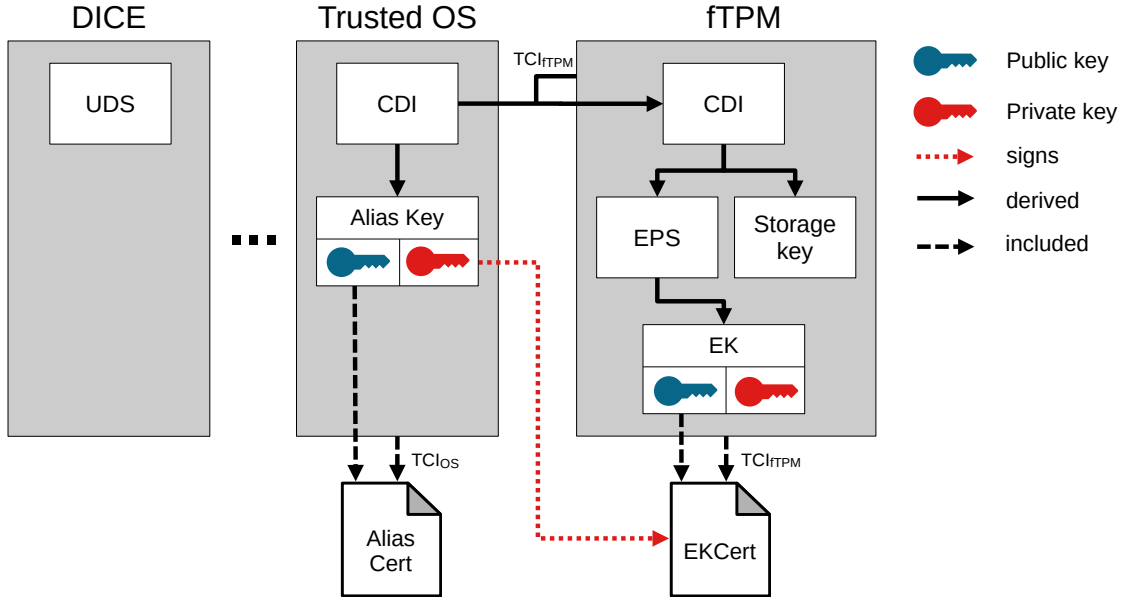 DICE
Trusted OS
fTPM
UDS
CDI
TCIfTPM
CDI
Public key
Private key
signs
derived
included
Alias Key
EPS
Storage
key
EK
TCIOS
TCIfTPM
Alias
Cert
EKCert